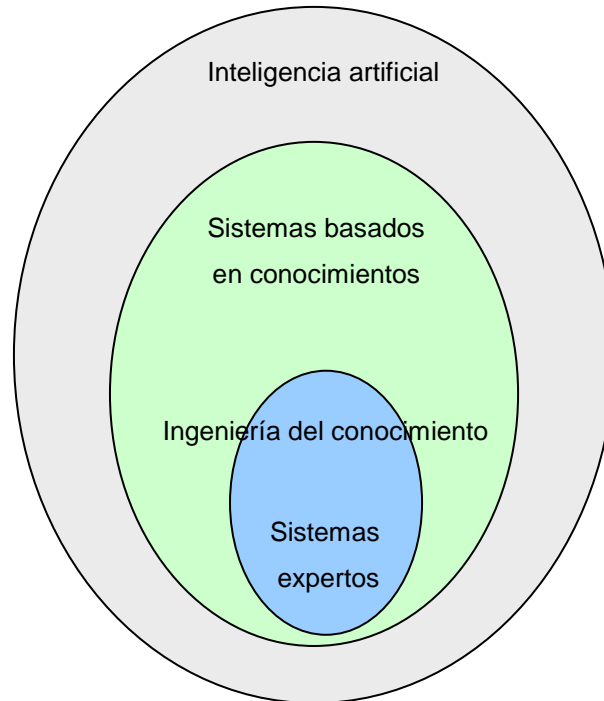 Inteligencia artificial
Sistemas basados
en conocimientos
Ingeniería del conocimiento
Sistemas
expertos